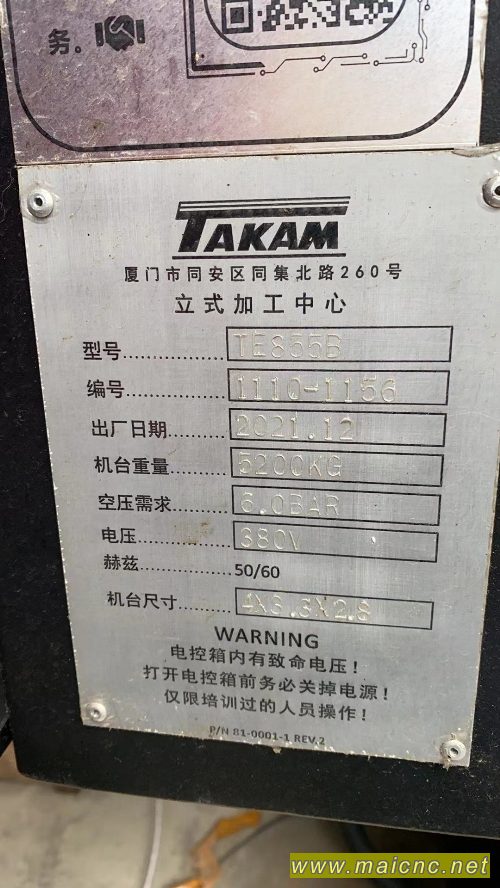 务。
TAKAM
厦门市同安区同集北路260号
立式加工中心
型号............... TE855B
编号............... 1110-1156
出厂日期.......... 2021.12
机台重量.......... 5200KG
空压需求.......... 6.0BAR
电压............... 380V
赫兹............... 50/60
机台尺寸.......... 4X3.3X2.8
WARNING
电控箱内有致命电压!
打开电控箱前务必关掉电源!
仅限培训过的人员操作!
P/N 81-0001-1 REV.2
www.maicnc.net